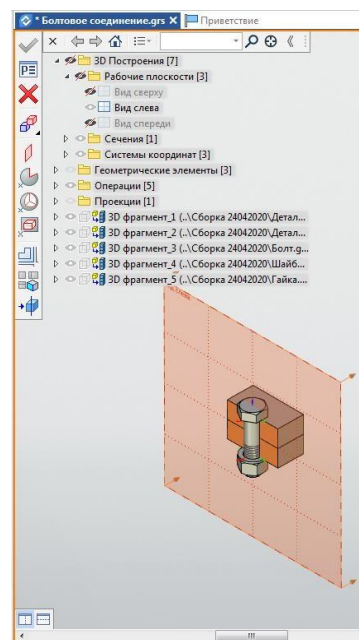 * Болтовое соединение.grs
Приветствие
3D Построения [7]
Рабочие плоскости [3]
Вид сверху
Вид слева
Вид спереди
Сечения [1]
Системы координат [3]
Геометрические элементы [3]
Операции [5]
Проекции [1]
3D фрагмент_1 (..\Сборка 24042020\Детал...
3D фрагмент_2 (..\Сборка 24042020\Детал...
3D фрагмент_3 (..\Сборка 24042020\Болт.g...
3D фрагмент_4 (..\Сборка 24042020\Шайб...
3D фрагмент_5 (..\Сборка 24042020\Гайка....